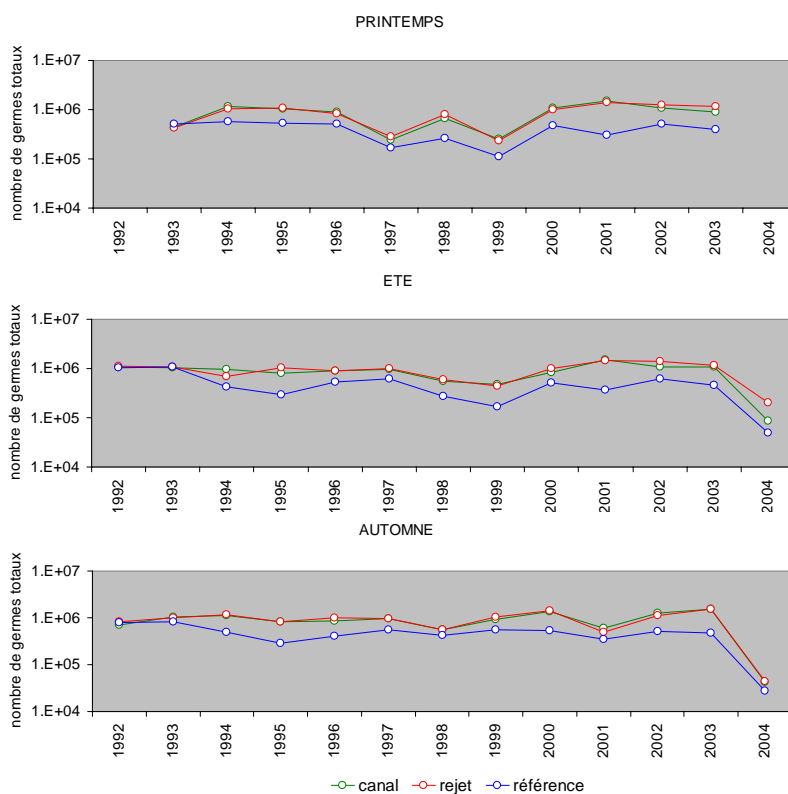 PRINTEMPS
nombre de germes totaux
1.E+07
1.E+06
1.E+05
1.E+04
1992 1993 1994 1995 1996 1997 1998 1999 2000 2001 2002 2003 2004
ETE
nombre de germes totaux
1.E+07
1.E+06
1.E+05
1.E+04
1992 1993 1994 1995 1996 1997 1998 1999 2000 2001 2002 2003 2004
AUTOMNE
nombre de germes totaux
1.E+07
1.E+06
1.E+05
1.E+04
1992 1993 1994 1995 1996 1997 1998 1999 2000 2001 2002 2003 2004
canal rejet référence